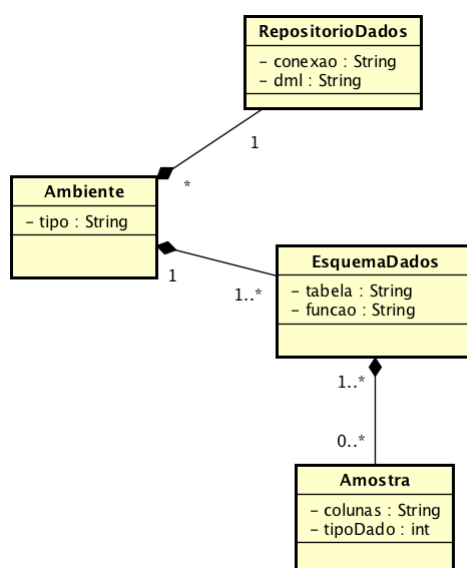 RepositorioDados
- conexao : String
- dml : String
1
*
Ambiente
- tipo : String
1
1..*
EsquemaDados
- tabela : String
- funcao : String
1..*
0..*
Amostra
- colunas : String
- tipoDado : int